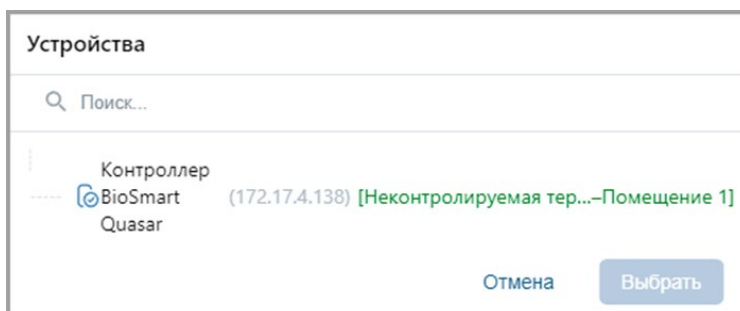 Устройства
Поиск...
Контроллер
BioSmart (172.17.4.138) [Неконтролируемая тер...–Помещение 1]
Quasar
Отмена Выбрать